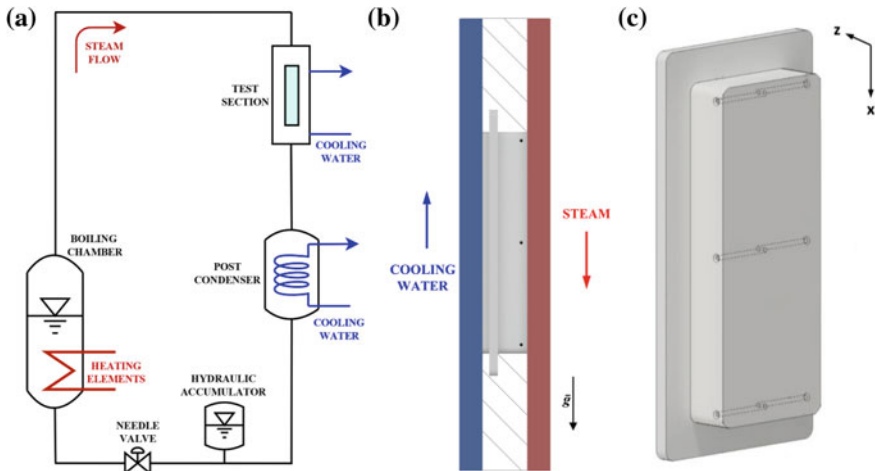 (a)
STEAM
FLOW
TEST
SECTION
COOLING
WATER
BOILING
CHAMBER
POST
CONDENSER
COOLING
WATER
HEATING
ELEMENTS
HYDRAULIC
ACCUMULATOR
NEEDLE
VALVE
(b)
COOLING
WATER
STEAM
g
(c)
z
x